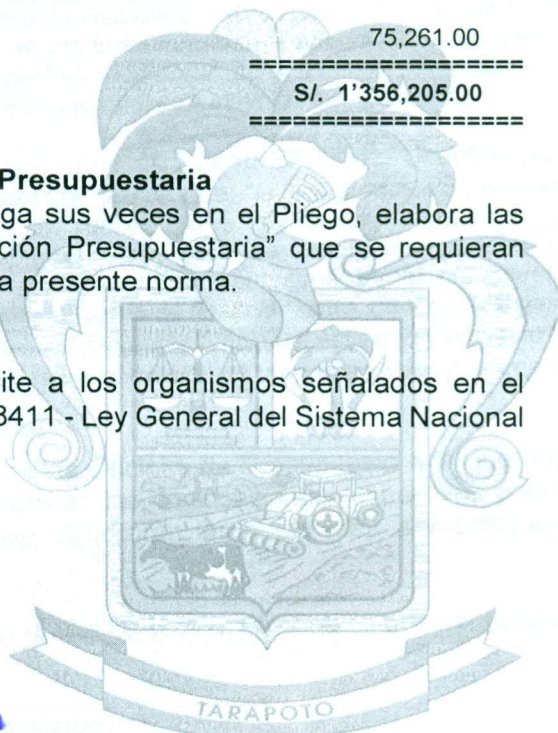 75,261.00
===================
S/. 1’356,205.00
===================
Presupuestaria
ga sus veces en el Pliego, elabora las
ción Presupuestaria” que se requieran
a presente norma.
ite a los organismos señalados en el
8411 - Ley General del Sistema Nacional
TARAPOTO